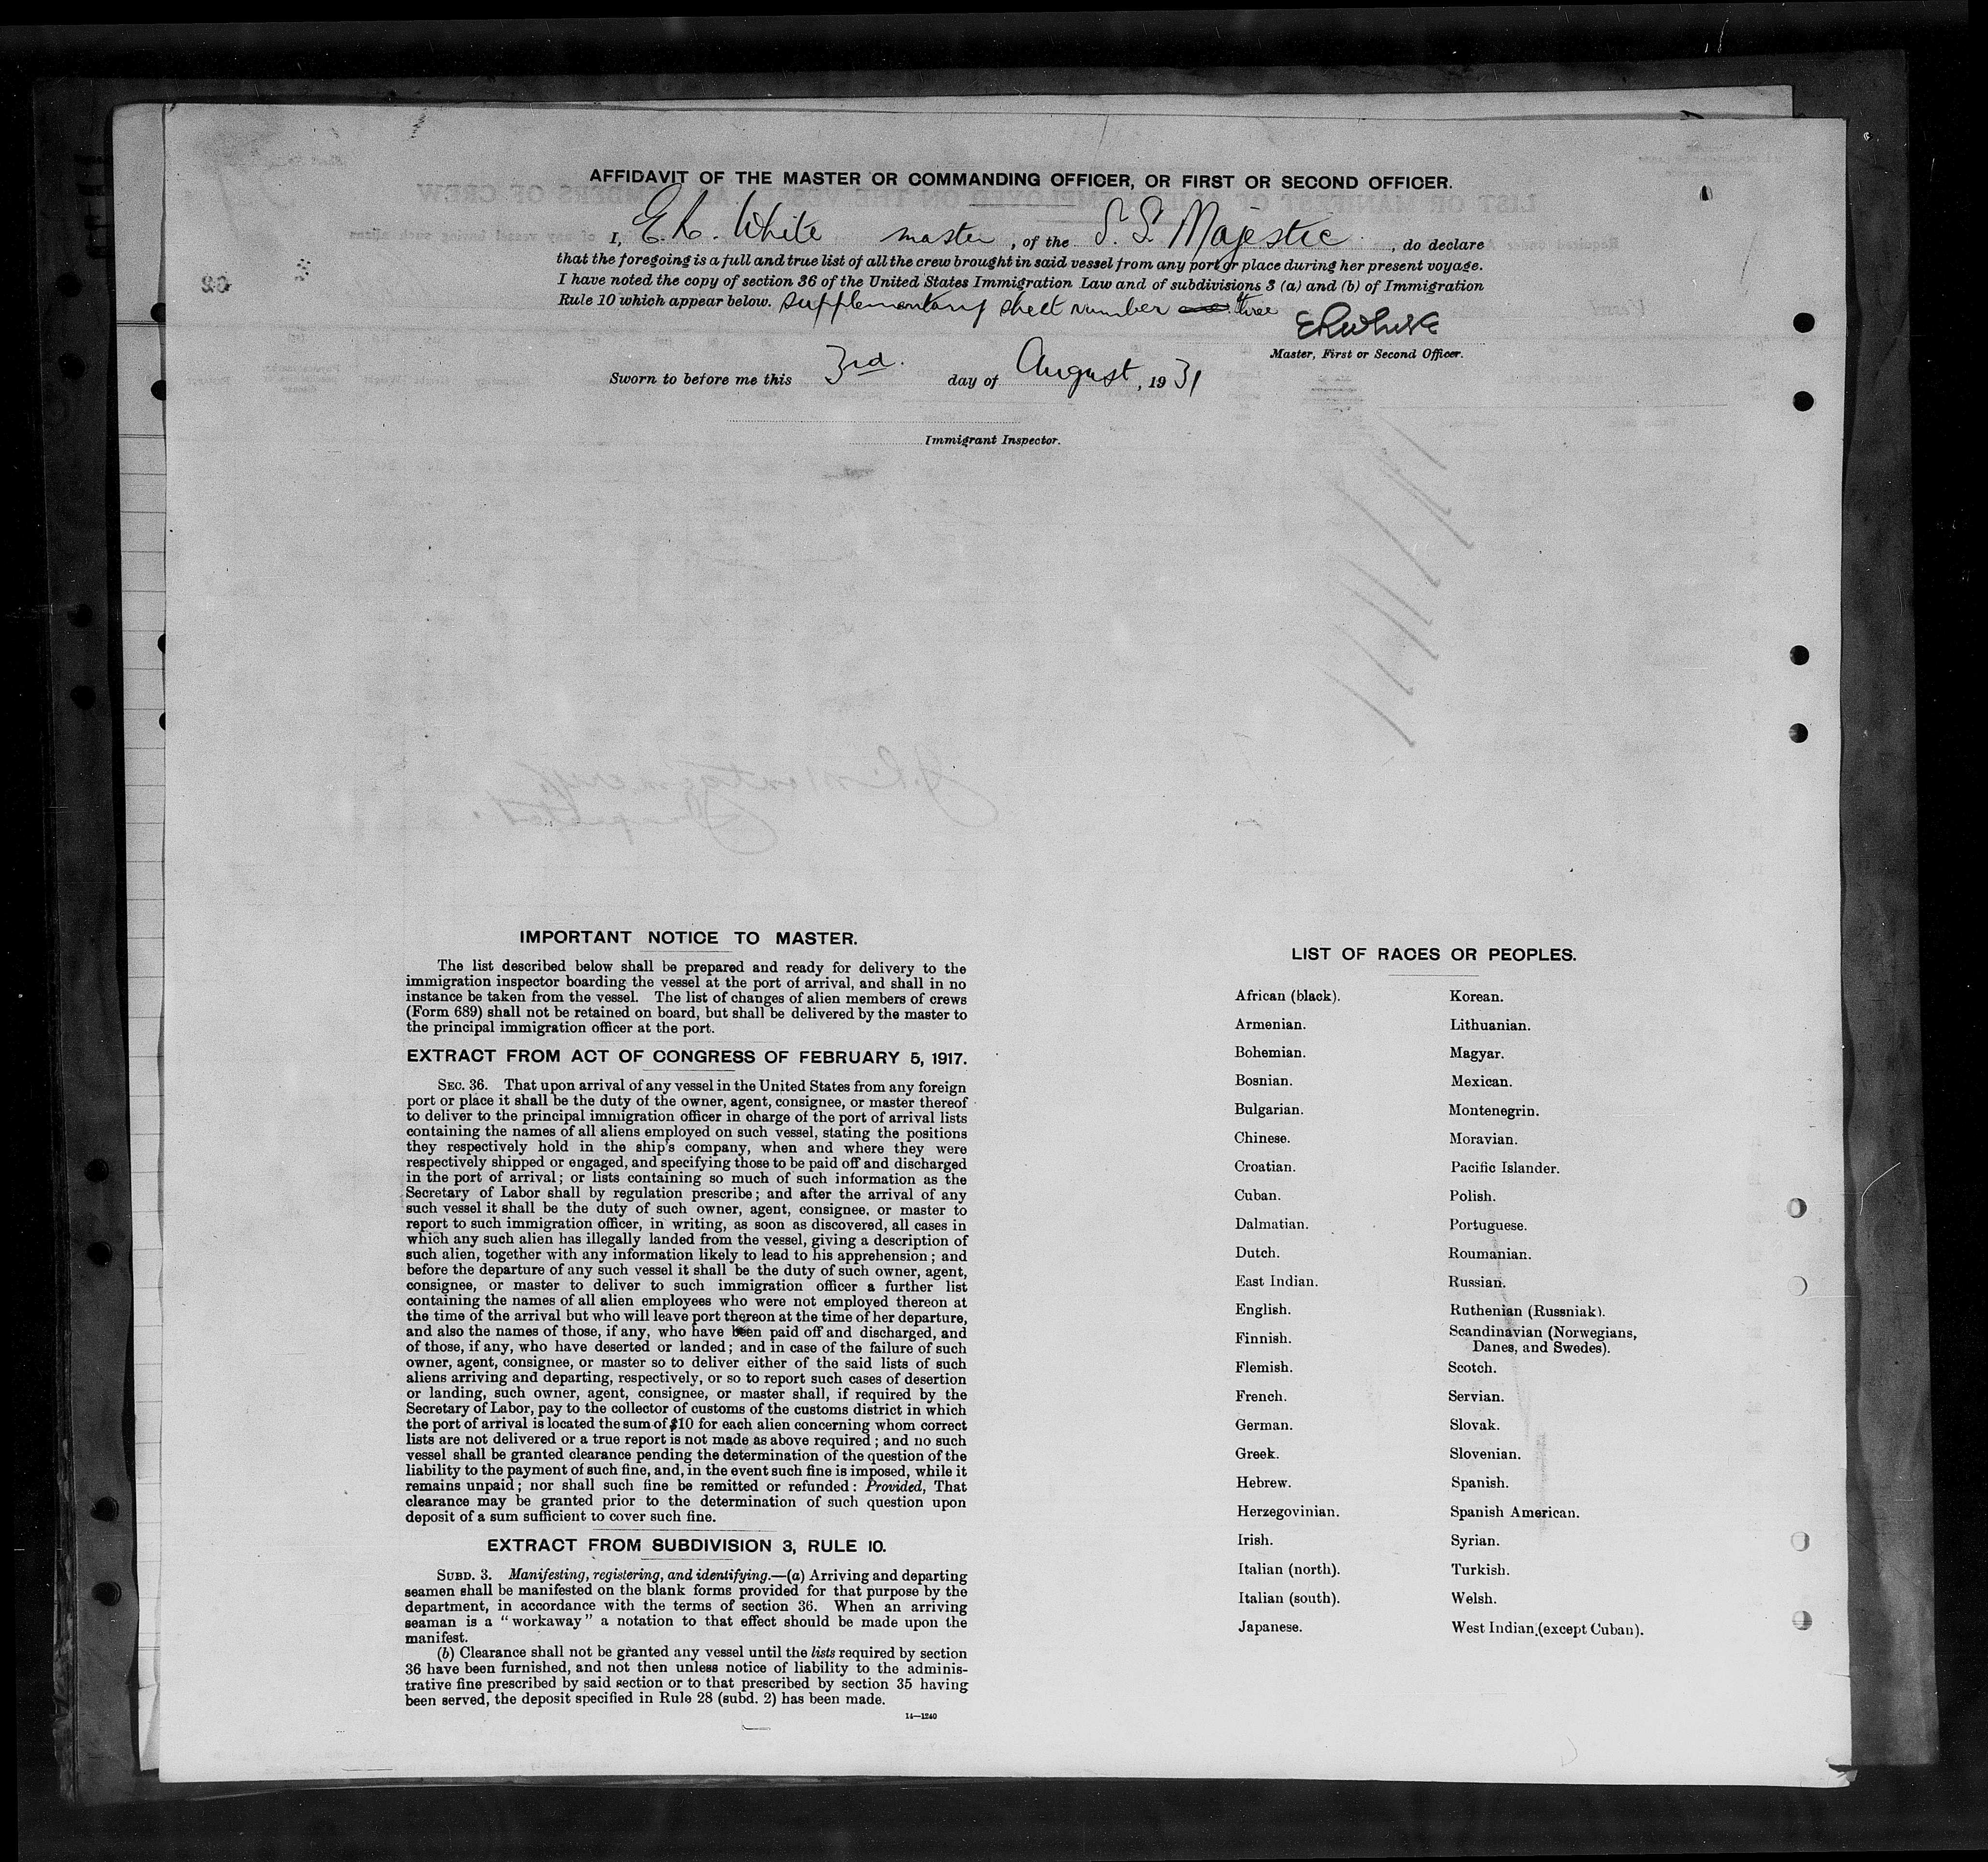 AFFIDAVIT OF THE MASTER OR COMMANDING OFFICER, OR FIRST OR SECOND OFFICER.
I, E. R. White master, of the S. S. Majestic, do declare
that the foregoing is a full and true list of all the crew brought in said vessel from any port or place during her present voyage.
I have noted the copy of section 36 of the United States Immigration Law and of subdivisions 3 (a) and (b) of Immigration
Rule 10 which appear below. supplementary sheet number three
ERWhite
Master, First or Second Officer.
Sworn to before me this 3rd. day of August, 1931
Immigrant Inspector.
IMPORTANT NOTICE TO MASTER.
The list described below shall be prepared and ready for delivery to the
immigration inspector boarding the vessel at the port of arrival, and shall in no
instance be taken from the vessel. The list of changes of alien members of crews
(Form 689) shall not be retained on board, but shall be delivered by the master to
the principal immigration officer at the port.
EXTRACT FROM ACT OF CONGRESS OF FEBRUARY 5, 1917.
SEC. 36. That upon arrival of any vessel in the United States from any foreign
port or place it shall be the duty of the owner, agent, consignee, or master thereof
to deliver to the principal immigration officer in charge of the port of arrival lists
containing the names of all aliens employed on such vessel, stating the positions
they respectively hold in the ship's company, when and where they were
respectively shipped or engaged, and specifying those to be paid off and discharged
in the port of arrival; or lists containing so much of such information as the
Secretary of Labor shall by regulation prescribe; and after the arrival of any
such vessel it shall be the duty of such owner, agent, consignee, or master to
report to such immigration officer, in writing, as soon as discovered, all cases in
which any such alien has illegally landed from the vessel, giving a description of
such alien, together with any information likely to lead to his apprehension; and
before the departure of any such vessel it shall be the duty of such owner, agent,
consignee, or master to deliver to such immigration officer a further list
containing the names of all alien employees who were not employed thereon at
the time of the arrival but who will leave port thereon at the time of her departure,
and also the names of those, if any, who have been paid off and discharged, and
of those, if any, who have deserted or landed; and in case of the failure of such
owner, agent, consignee, or master so to deliver either of the said lists of such
aliens arriving and departing, respectively, or so to report such cases of desertion
or landing, such owner, agent, consignee, or master shall, if required by the
Secretary of Labor, pay to the collector of customs of the customs district in which
the port of arrival is located the sum of $10 for each alien concerning whom correct
lists are not delivered or a true report is not made as above required; and no such
vessel shall be granted clearance pending the determination of the question of the
liability to the payment of such fine, and, in the event such fine is imposed, while it
remains unpaid; nor shall such fine be remitted or refunded: Provided, That
clearance may be granted prior to the determination of such question upon
deposit of a sum sufficient to cover such fine.
EXTRACT FROM SUBDIVISION 3, RULE 10.
SUBD. 3. Manifesting, registering, and identifying.—(a) Arriving and departing
seamen shall be manifested on the blank forms provided for that purpose by the
department, in accordance with the terms of section 36. When an arriving
seaman is a "workaway" a notation to that effect should be made upon the
manifest.
(b) Clearance shall not be granted any vessel until the lists required by section
36 have been furnished, and not then unless notice of liability to the adminis-
trative fine prescribed by said section or to that prescribed by section 35 having
been served, the deposit specified in Rule 28 (subd. 2) has been made.
14—1240
LIST OF RACES OR PEOPLES.
African (black).
Armenian.
Bohemian.
Bosnian.
Bulgarian.
Chinese.
Croatian.
Cuban.
Dalmatian.
Dutch.
East Indian.
English.
Finnish.
Flemish.
French.
German.
Greek.
Hebrew.
Herzegovinian.
Irish.
Italian (north).
Italian (south).
Japanese.
Korean.
Lithuanian.
Magyar.
Mexican.
Montenegrin.
Moravian.
Pacific Islander.
Polish.
Portuguese.
Roumanian.
Russian.
Ruthenian (Russniak).
Scandinavian (Norwegians,
Danes, and Swedes).
Scotch.
Servian.
Slovak.
Slovenian.
Spanish.
Spanish American.
Syrian.
Turkish.
Welsh.
West Indian (except Cuban).